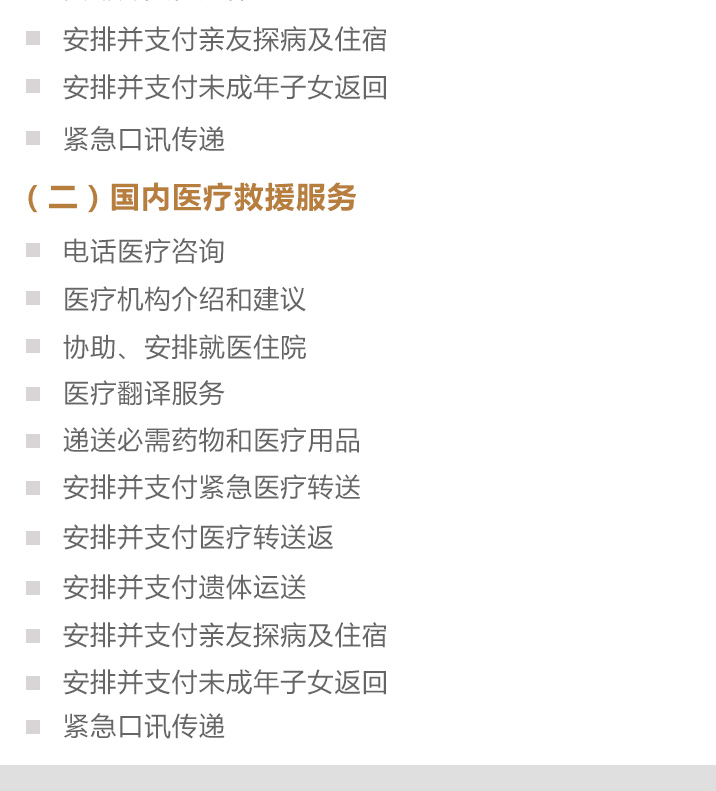 安排并支付亲友探病及住宿
安排并支付未成年子女返回
紧急口讯传递
（二）国内医疗救援服务
电话医疗咨询
医疗机构介绍和建议
协助、安排就医住院
医疗翻译服务
递送必需药物和医疗用品
安排并支付紧急医疗转送
安排并支付医疗转送返
安排并支付遗体运送
安排并支付亲友探病及住宿
安排并支付未成年子女返回
紧急口讯传递